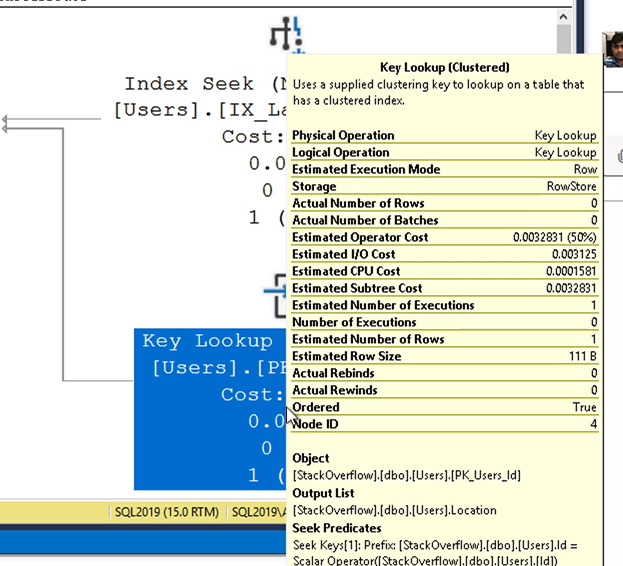 Index Seek (N
[Users].[IX_La
Cost:
0.0
0
1 (
Key Lookup
[Users].[P
Cost:
0.0
0
1 (
Key Lookup (Clustered)
Uses a supplied clustering key to lookup on a table that
has a clustered index.
Physical Operation Key Lookup
Logical Operation Key Lookup
Estimated Execution Mode Row
Storage RowStore
Actual Number of Rows 0
Actual Number of Batches 0
Estimated Operator Cost 0.0032831 (50%)
Estimated I/O Cost 0.003125
Estimated CPU Cost 0.0001581
Estimated Subtree Cost 0.0032831
Estimated Number of Executions 1
Number of Executions 0
Estimated Number of Rows 1
Estimated Row Size 111 B
Actual Rebinds 0
Actual Rewinds 0
Ordered True
Node ID 4
Object
[StackOverflow].[dbo].[Users].[PK_Users_Id]
Output List
[StackOverflow].[dbo].[Users].Location
Seek Predicates
Seek Keys[1]: Prefix: [StackOverflow].[dbo].[Users].Id =
Scalar Operator([StackOverflow].[dbo].[Users].[Id])
SQL2019 (15.0 RTM) SQL2019\A